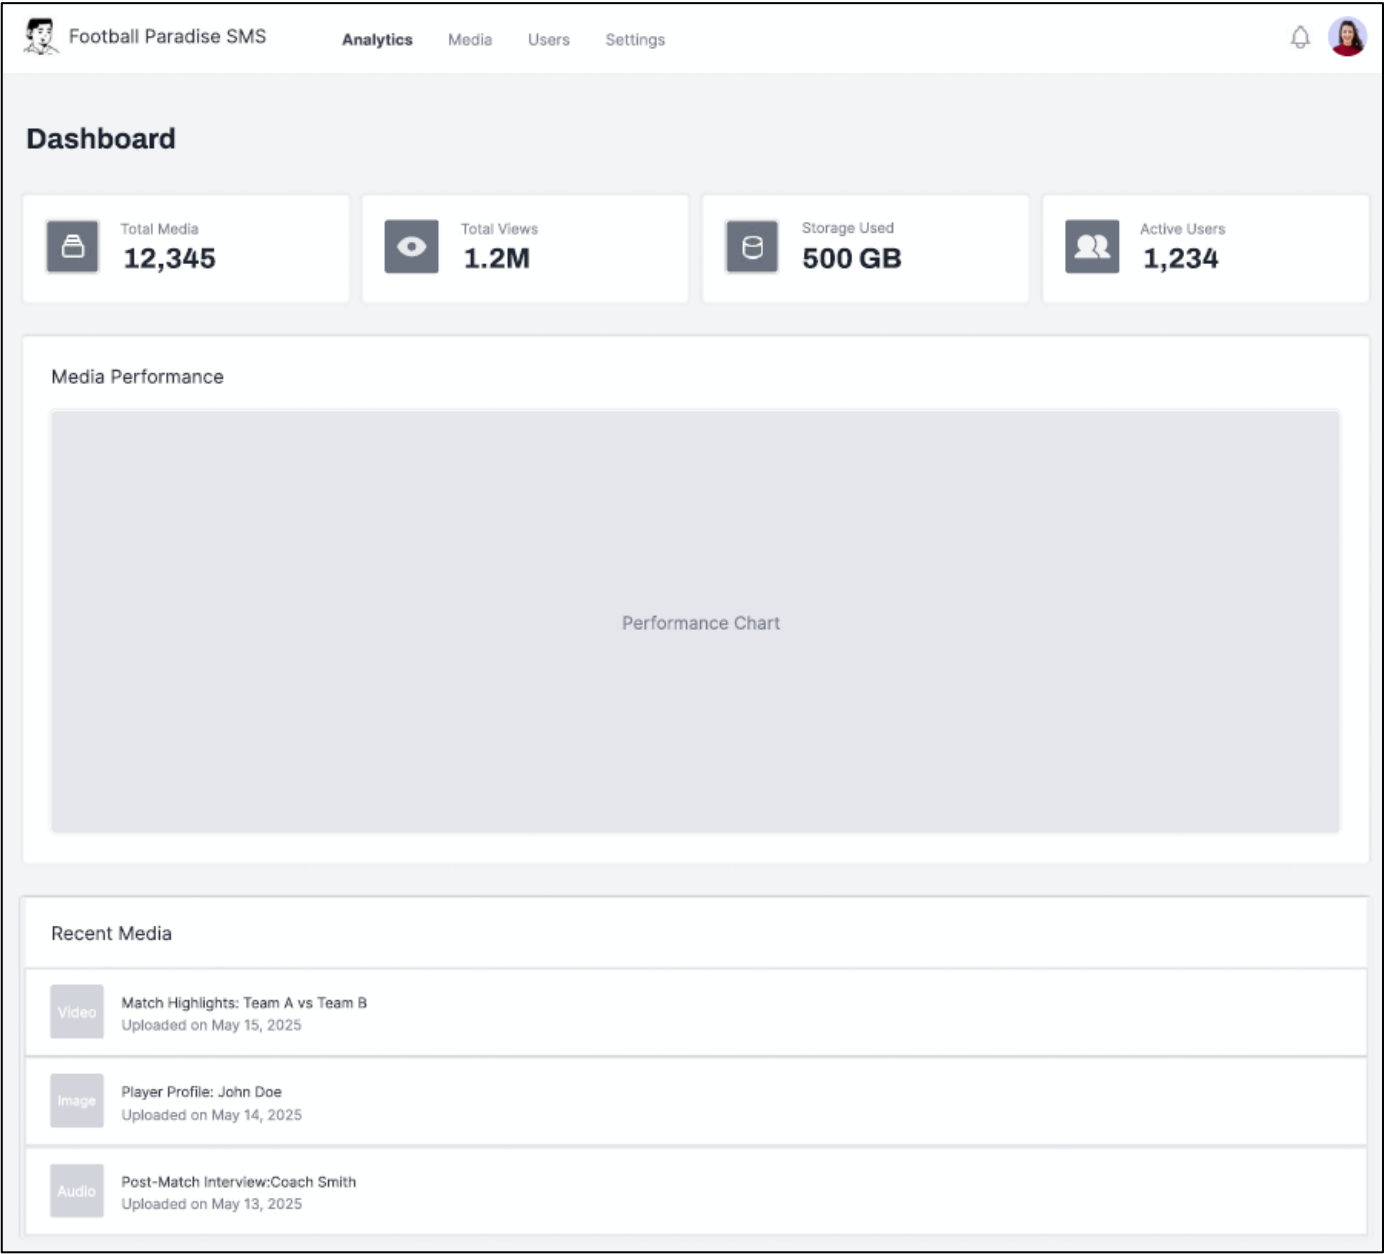 Football Paradise SMS
Analytics
Media
Users
Settings
Dashboard
Total Media
12,345
Total Views
1.2M
Storage Used
500 GB
Active Users
1,234
Media Performance
Performance Chart
Recent Media
Video
Match Highlights: Team A vs Team B
Uploaded on May 15, 2025
Image
Player Profile: John Doe
Uploaded on May 14, 2025
Audio
Post-Match Interview:Coach Smith
Uploaded on May 13, 2025